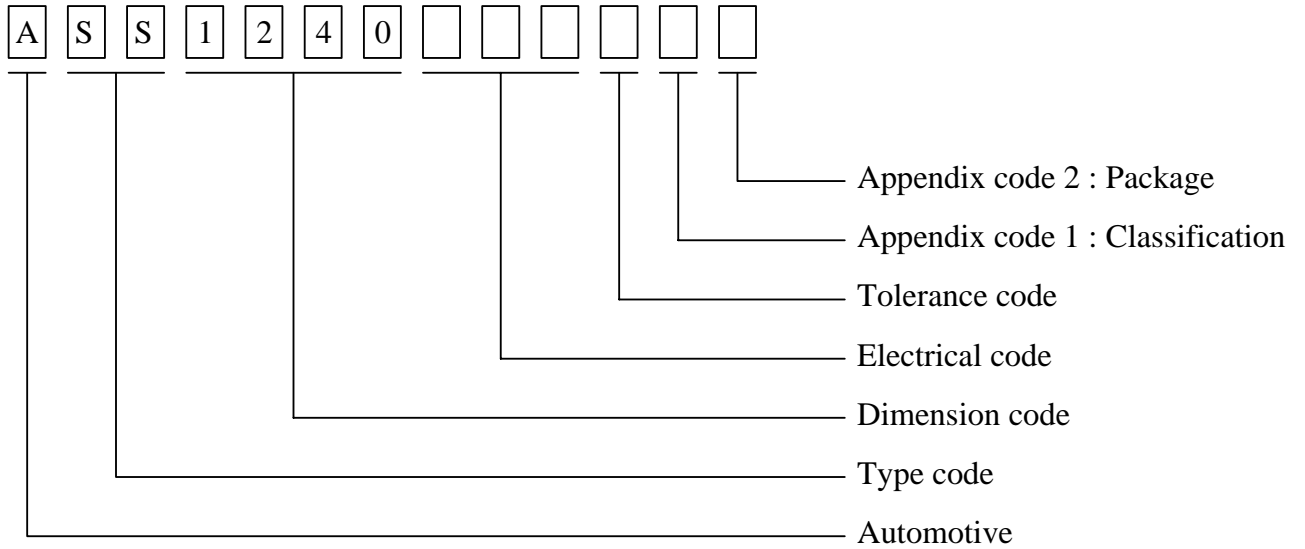 A S S 1 2 4 0
Appendix code 2 : Package
Appendix code 1 : Classification
Tolerance code
Electrical code
Dimension code
Type code
Automotive